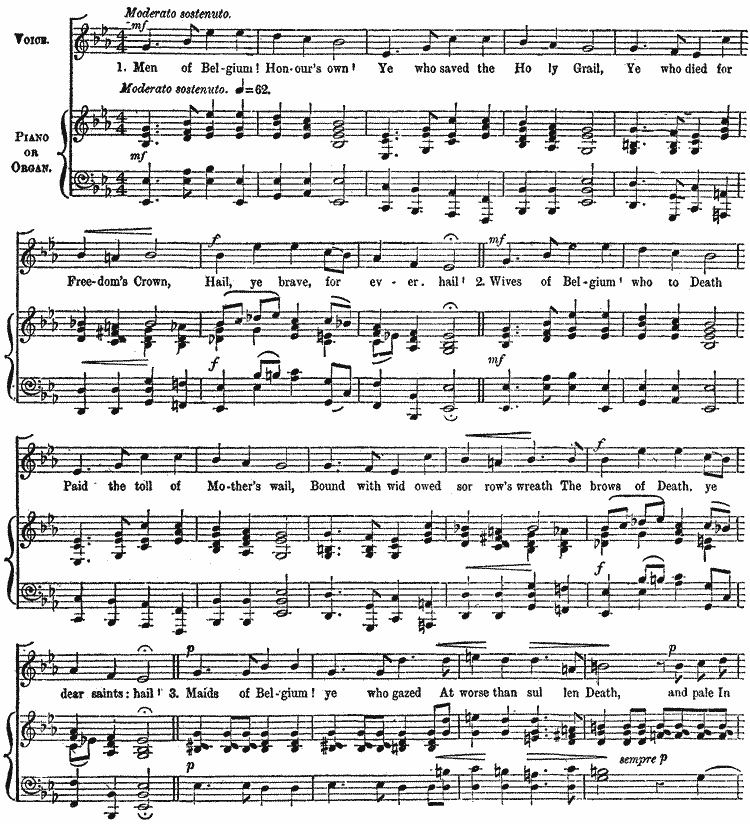 Moderato sostenuto.
mf
VOICE.
1. Men of Bel-gium! Hon-our's own! Ye who saved the Ho ly Grail, Ye who died for
Moderato sostenuto. ♩=62.
PIANO
OR
ORGAN.
mf
f
mf
Free-dom's Crown, Hail, ye brave, for ev-er. hail! 2. Wives of Bel-gium! who to Death
f
mf
f
Paid the toll of Mo-ther's wail, Bound with wid owed sor row's wreath The brows of Death. ye
f
p
p
dear saints: hail! 3. Maids of Bel-gium! ye who gazed At worse than sul len Death, and pale In
p
sempre p